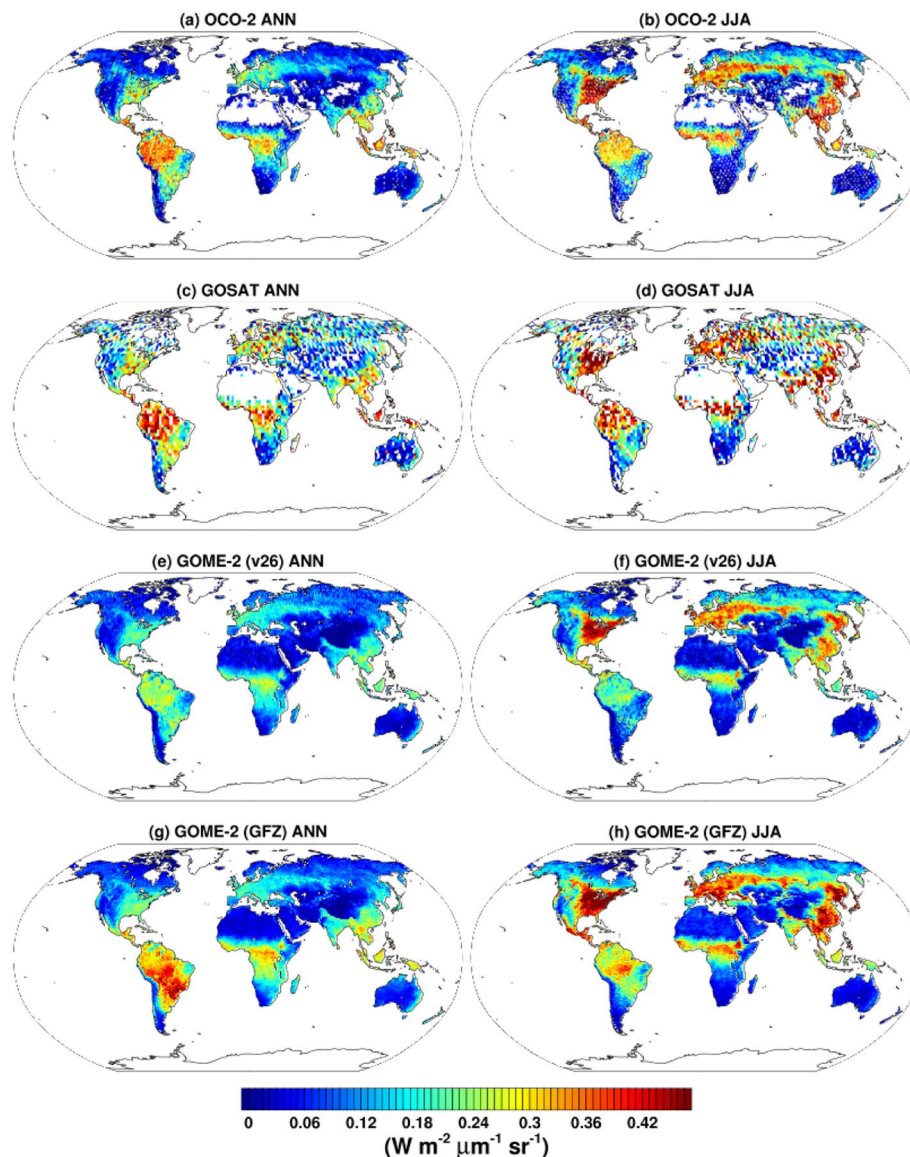 (a) OCO-2 ANN
(b) OCO-2 JJA
(c) GOSAT ANN
(d) GOSAT JJA
(e) GOME-2 (v26) ANN
(f) GOME-2 (v26) JJA
(g) GOME-2 (GFZ) ANN
(h) GOME-2 (GFZ) JJA
0 0.06 0.12 0.18 0.24 0.3 0.36 0.42
(W m⁻² μm⁻¹ sr⁻¹)